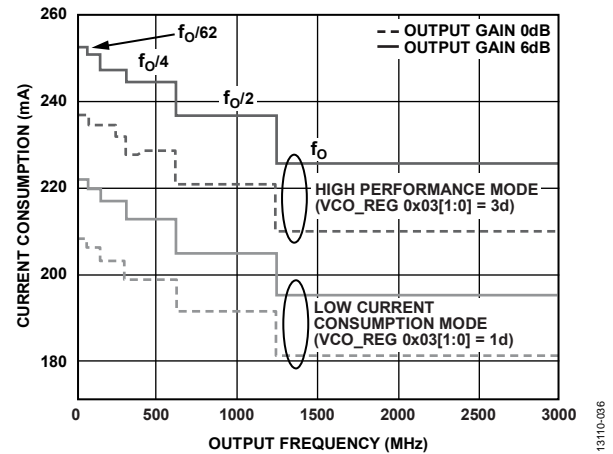 260
240
220
200
180
CURRENT CONSUMPTION (mA)
fO/62
fO/4
fO/2
fO
OUTPUT GAIN 0dB
OUTPUT GAIN 6dB
HIGH PERFORMANCE MODE
(VCO_REG 0x03[1:0] = 3d)
LOW CURRENT
CONSUMPTION MODE
(VCO_REG 0x03[1:0] = 1d)
0 500 1000 1500 2000 2500 3000
OUTPUT FREQUENCY (MHz)
13110-036